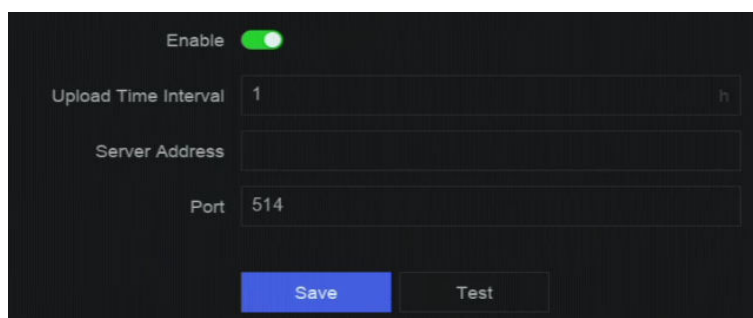 Enable
Upload Time Interval 1 h
Server Address
Port 514
Save Test